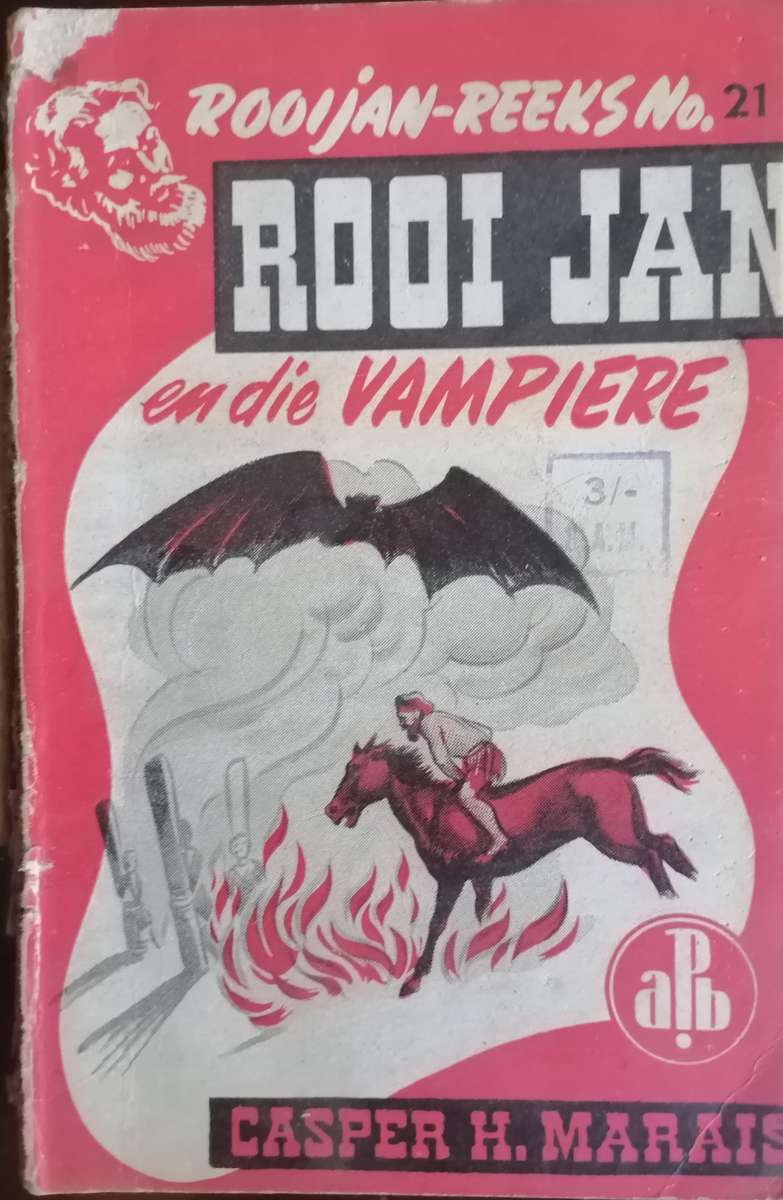 ROOIJAN-REEKS No. 21
ROOI JAN
en die VAMPIERE
3/-
A.U.
aPb
CASPER H. MARAIS